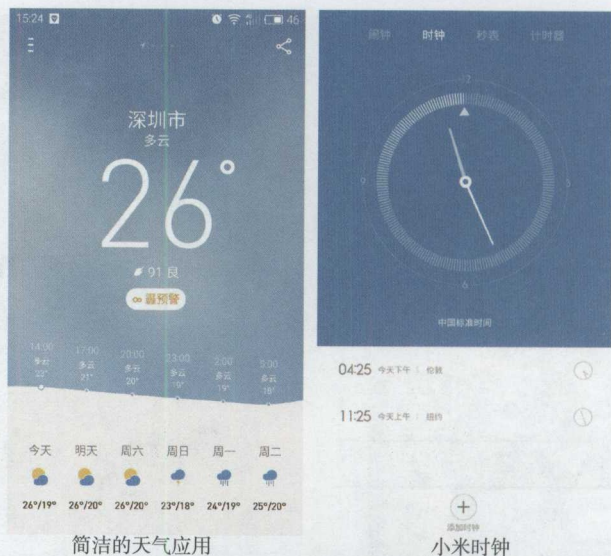 15:24 46
深圳市
多云
26°
91 良
霾预警
14:00 17:00 20:00 23:00 2:00 5:00
多云 多云 多云 多云 多云 多云
23° 21° 20° 19° 19° 18°
今天 明天 周六 周日 周一 周二
26°/19° 26°/20° 26°/20° 23°/18° 24°/19° 25°/20°
简洁的天气应用
闹钟 时钟 秒表 计时器
12
9 3
6
中国标准时间
04:25 今天下午 伦敦
11:25 今天上午 纽约
添加时钟
小米时钟